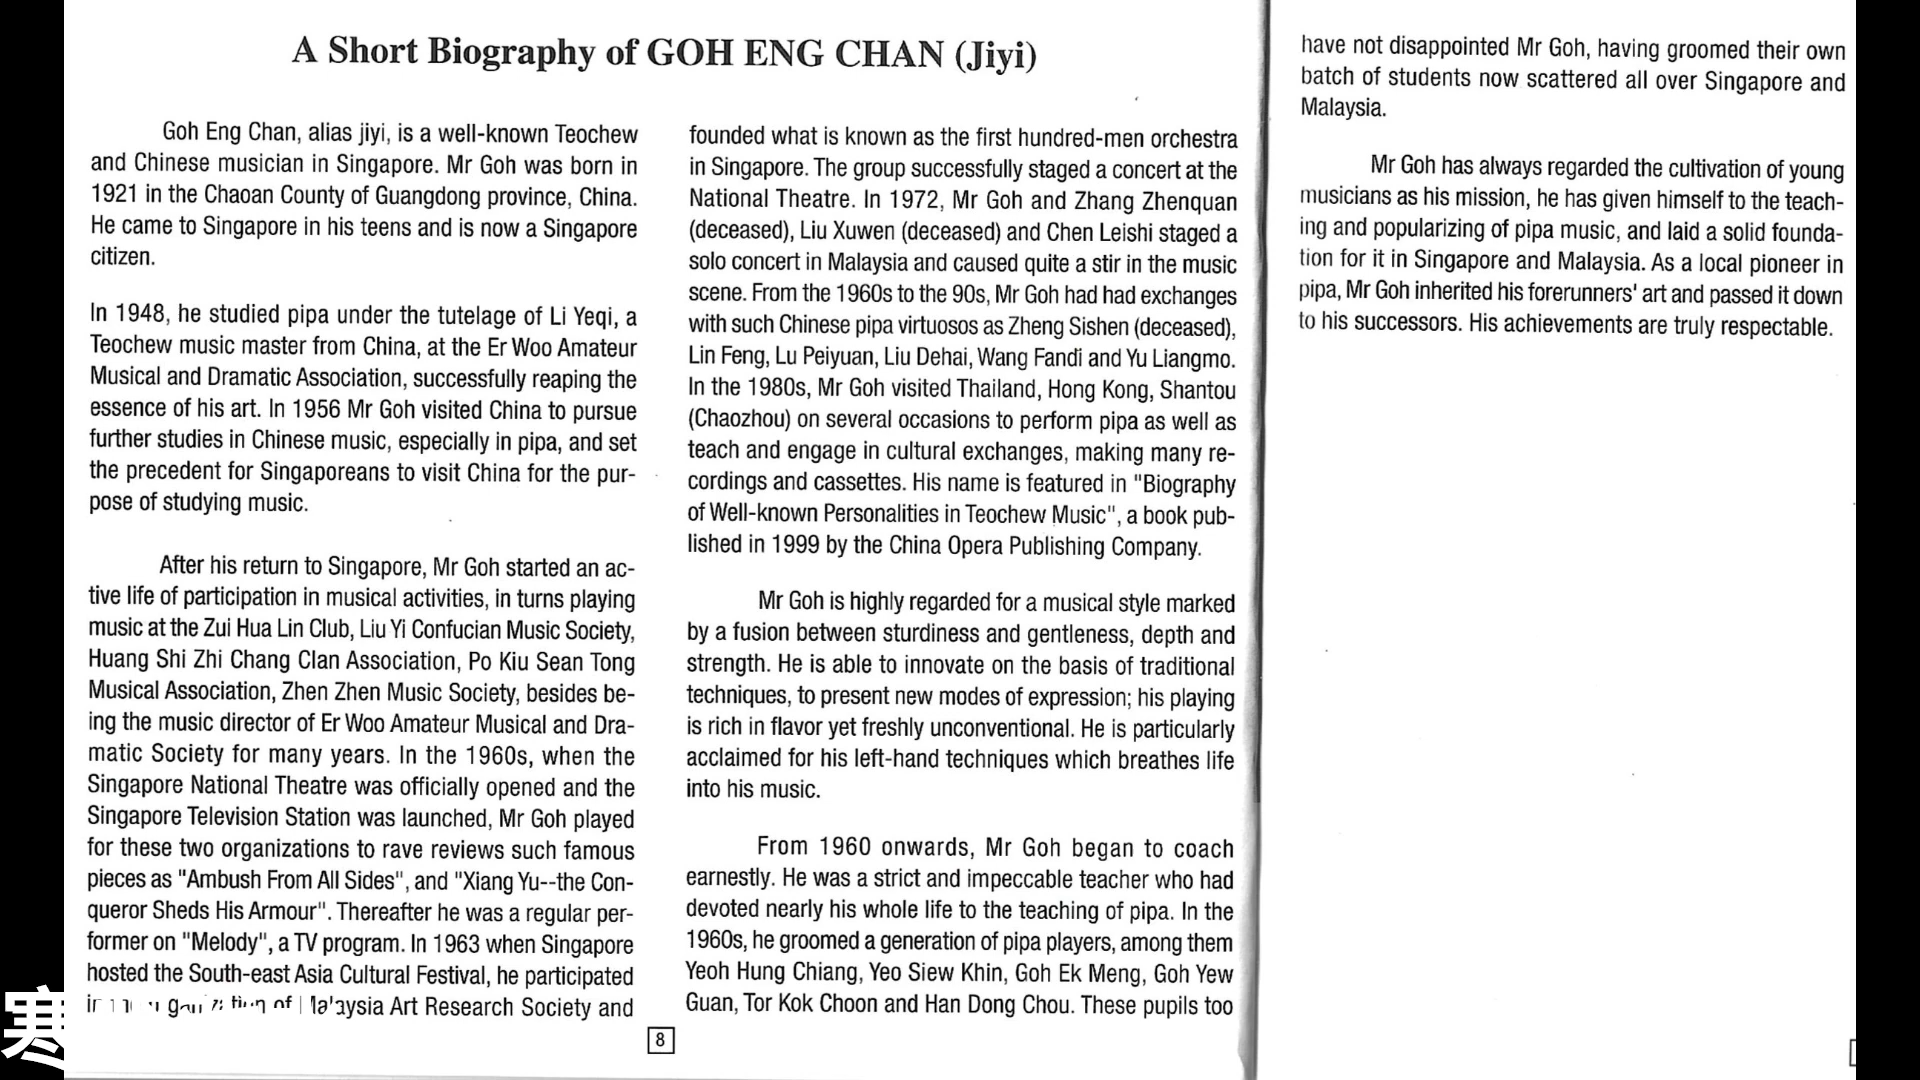 A Short Biography of GOH ENG CHAN (Jiyi)
Goh Eng Chan, alias jiyi, is a well-known Teochew
and Chinese musician in Singapore. Mr Goh was born in
1921 in the Chaoan County of Guangdong province, China.
He came to Singapore in his teens and is now a Singapore
citizen.
In 1948, he studied pipa under the tutelage of Li Yeqi, a
Teochew music master from China, at the Er Woo Amateur
Musical and Dramatic Association, successfully reaping the
essence of his art. In 1956 Mr Goh visited China to pursue
further studies in Chinese music, especially in pipa, and set
the precedent for Singaporeans to visit China for the pur-
pose of studying music.
After his return to Singapore, Mr Goh started an ac-
tive life of participation in musical activities, in turns playing
music at the Zui Hua Lin Club, Liu Yi Confucian Music Society,
Huang Shi Zhi Chang Clan Association, Po Kiu Sean Tong
Musical Association, Zhen Zhen Music Society, besides be-
ing the music director of Er Woo Amateur Musical and Dra-
matic Society for many years. In the 1960s, when the
Singapore National Theatre was officially opened and the
Singapore Television Station was launched, Mr Goh played
for these two organizations to rave reviews such famous
pieces as "Ambush From All Sides", and "Xiang Yu--the Con-
queror Sheds His Armour". Thereafter he was a regular per-
former on "Melody", a TV program. In 1963 when Singapore
hosted the South-east Asia Cultural Festival, he participated
of Malaysia Art Research Society and
founded what is known as the first hundred-men orchestra
in Singapore. The group successfully staged a concert at the
National Theatre. In 1972, Mr Goh and Zhang Zhenquan
(deceased), Liu Xuwen (deceased) and Chen Leishi staged a
solo concert in Malaysia and caused quite a stir in the music
scene. From the 1960s to the 90s, Mr Goh had had exchanges
with such Chinese pipa virtuosos as Zheng Sishen (deceased),
Lin Feng, Lu Peiyuan, Liu Dehai, Wang Fandi and Yu Liangmo.
In the 1980s, Mr Goh visited Thailand, Hong Kong, Shantou
(Chaozhou) on several occasions to perform pipa as well as
teach and engage in cultural exchanges, making many re-
cordings and cassettes. His name is featured in "Biography
of Well-known Personalities in Teochew Music", a book pub-
lished in 1999 by the China Opera Publishing Company.
Mr Goh is highly regarded for a musical style marked
by a fusion between sturdiness and gentleness, depth and
strength. He is able to innovate on the basis of traditional
techniques, to present new modes of expression; his playing
is rich in flavor yet freshly unconventional. He is particularly
acclaimed for his left-hand techniques which breathes life
into his music.
From 1960 onwards, Mr Goh began to coach
earnestly. He was a strict and impeccable teacher who had
devoted nearly his whole life to the teaching of pipa. In the
1960s, he groomed a generation of pipa players, among them
Yeoh Hung Chiang, Yeo Siew Khin, Goh Ek Meng, Goh Yew
Guan, Tor Kok Choon and Han Dong Chou. These pupils too
8
have not disappointed Mr Goh, having groomed their own
batch of students now scattered all over Singapore and
Malaysia.
Mr Goh has always regarded the cultivation of young
musicians as his mission, he has given himself to the teach-
ing and popularizing of pipa music, and laid a solid founda-
tion for it in Singapore and Malaysia. As a local pioneer in
pipa, Mr Goh inherited his forerunners' art and passed it down
to his successors. His achievements are truly respectable.
寒